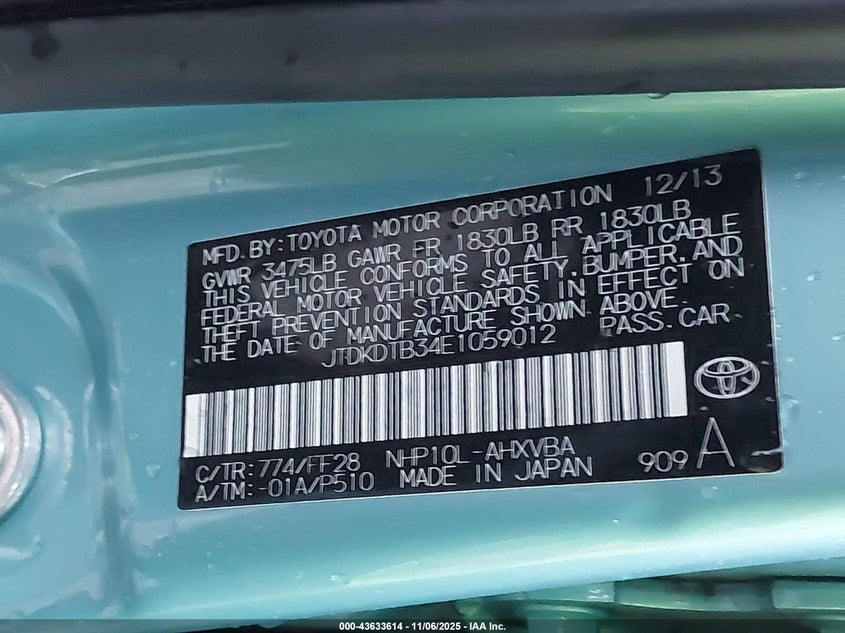 MFD. BY: TOYOTA MOTOR CORPORATION 12/13
GVWR 3475LB GAWR FR 1830LB RR 1830LB
THIS VEHICLE CONFORMS TO ALL APPLICABLE
FEDERAL MOTOR VEHICLE SAFETY, BUMPER, AND
THEFT PREVENTION STANDARDS IN EFFECT ON
THE DATE OF MANUFACTURE SHOWN ABOVE.
JTDKDTB34E1059012 PASS. CAR
C/TR: 774/FF28 NHP10L-AHXVBA
A/TM: -01A/P510 MADE IN JAPAN 909 A
000-43633614 - 11/06/2025 - IAA Inc.